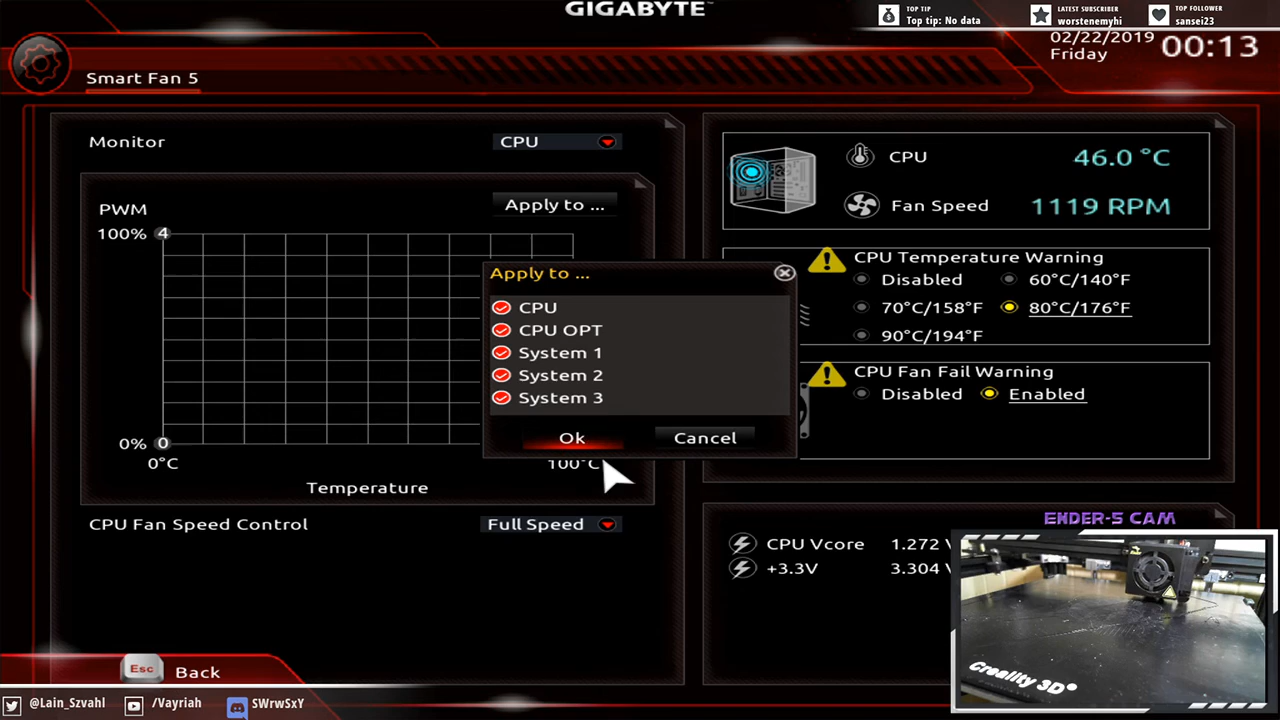 GIGABYTE™
TOP TIP
Top tip: No data
LATEST SUBSCRIBER
worstenemyhi
TOP FOLLOWER
sansei23
02/22/2019
Friday
00:13
Smart Fan 5
Monitor
CPU
PWM
Apply to ...
100%
4
0%
0
0°C
100°C
Temperature
CPU Fan Speed Control
Full Speed
Apply to ...
CPU
CPU OPT
System 1
System 2
System 3
Ok
Cancel
CPU
46.0 °C
Fan Speed
1119 RPM
CPU Temperature Warning
Disabled
60°C/140°F
70°C/158°F
80°C/176°F
90°C/194°F
CPU Fan Fail Warning
Disabled
Enabled
CPU Vcore
1.272 V
+3.3V
3.304 V
ENDER-5 CAM
Creality 3D®
Esc
Back
@Lain_Szvahl
/Vayriah
SWrwSxY